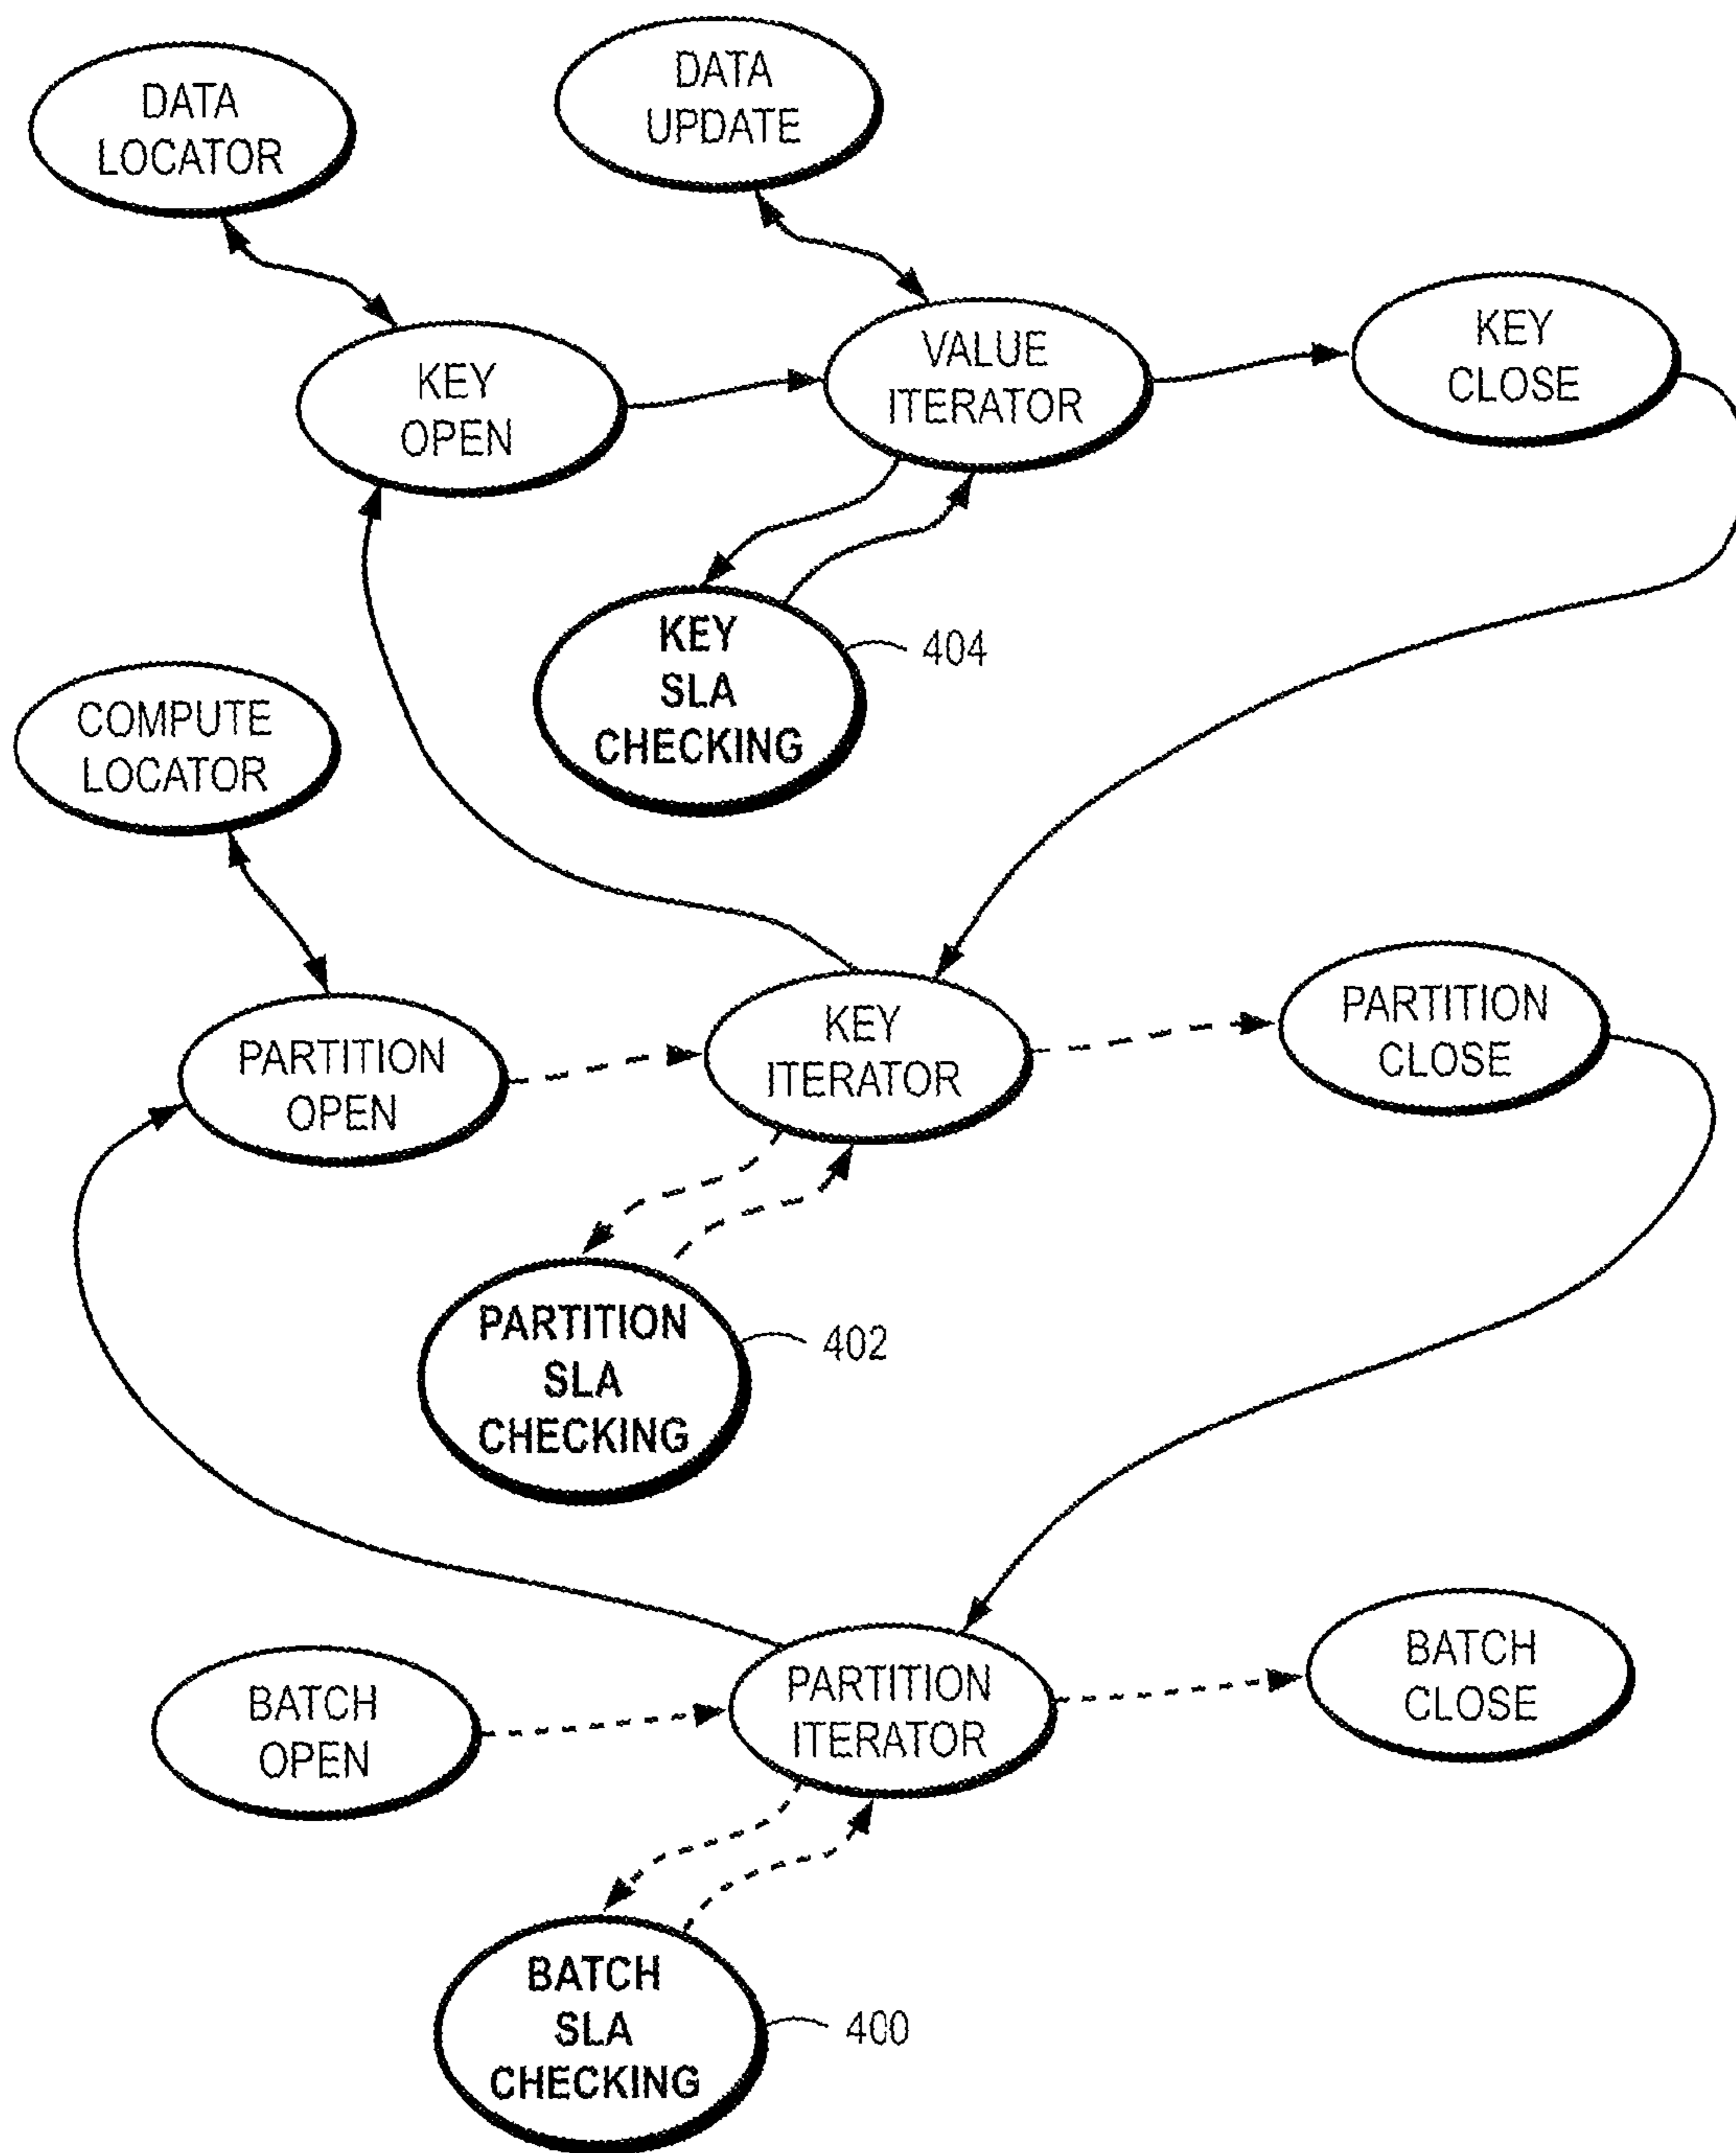 DATA
LOCATOR
DATA
UPDATE
KEY
OPEN
VALUE
ITERATOR
KEY
CLOSE
KEY
SLA
CHECKING
404
COMPUTE
LOCATOR
PARTITION
OPEN
KEY
ITERATOR
PARTITION
CLOSE
PARTITION
SLA
CHECKING
402
BATCH
OPEN
PARTITION
ITERATOR
BATCH
CLOSE
BATCH
SLA
CHECKING
400